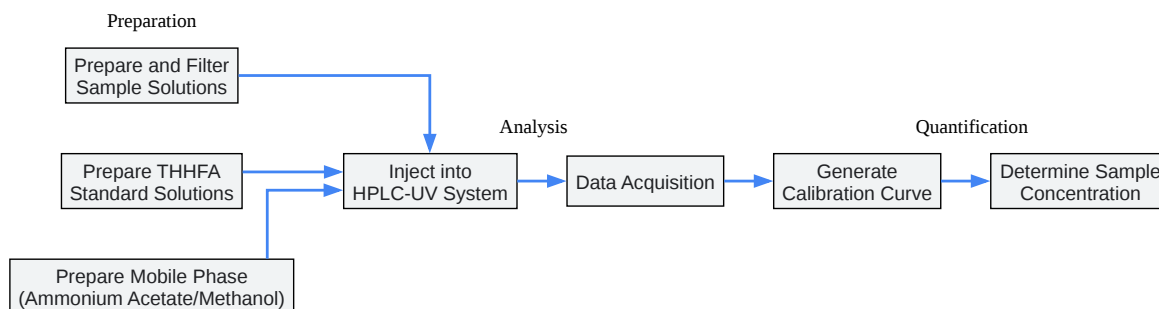 Preparation
Prepare and Filter
Sample Solutions
Analysis
Quantification
Prepare THHFA
Standard Solutions
Inject into
HPLC-UV System
Data Acquisition
Generate
Calibration Curve
Determine Sample
Concentration
Prepare Mobile Phase
(Ammonium Acetate/Methanol)